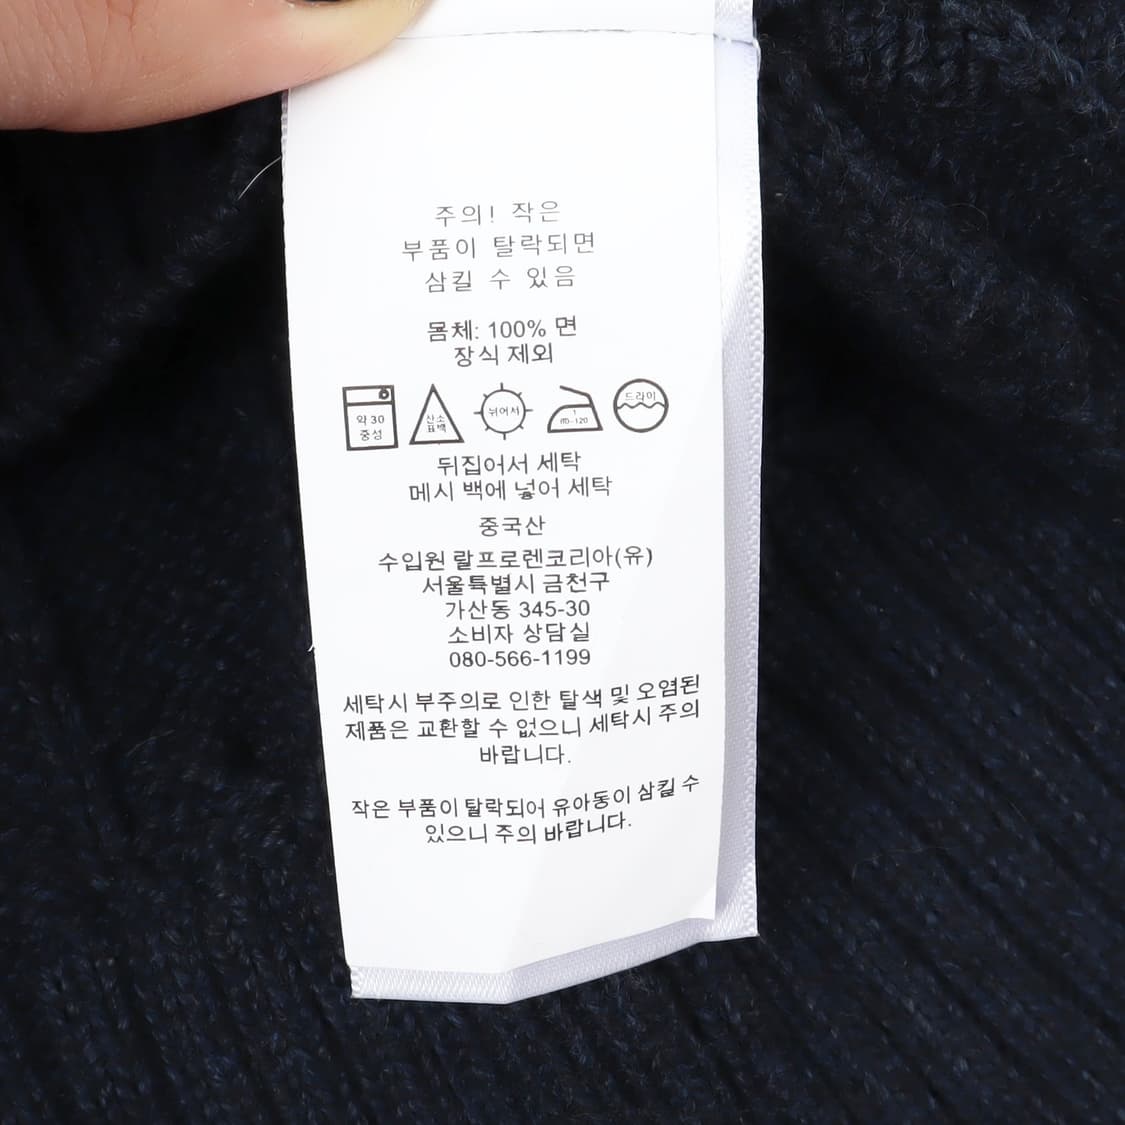 주의! 작은
부품이 탈락되면
삼킬 수 있음
몸체: 100% 면
장식 제외
약 30
중성
산소
표백
뉘어서
1
드라이
뒤집어서 세탁
메시 백에 넣어 세탁
중국산
수입원 랄프로렌코리아(유)
서울특별시 금천구
가산동 345-30
소비자 상담실
080-566-1199
세탁시 부주의로 인한 탈색 및 오염된
제품은 교환할 수 없으니 세탁시 주의
바랍니다.
작은 부품이 탈락되어 유아동이 삼킬 수
있으니 주의 바랍니다.